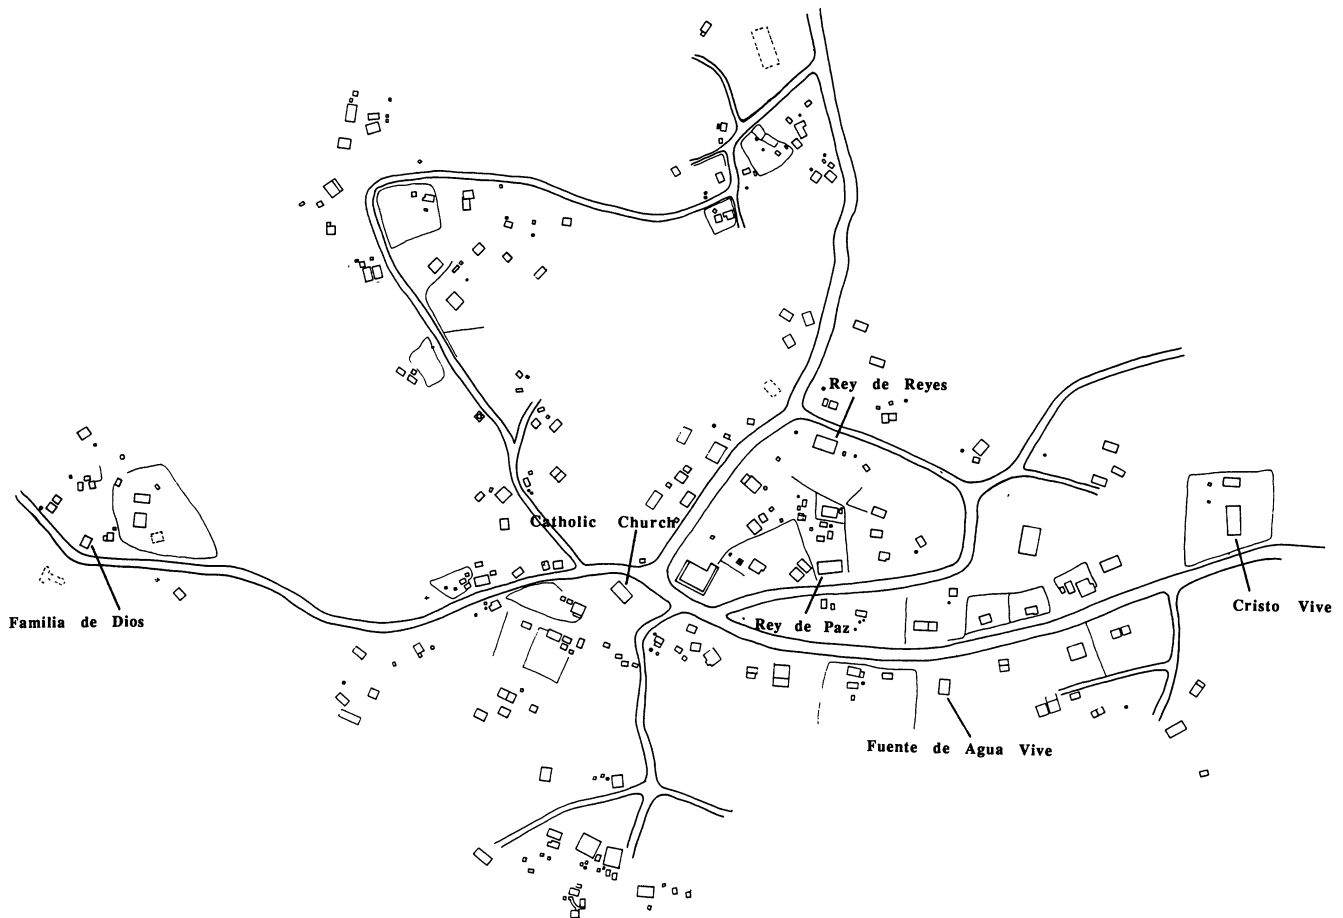 Rey de Reyes
Catholic Church
Cristo Vive
Familia de Dios
Rey de Paz
Fuente de Agua Vive